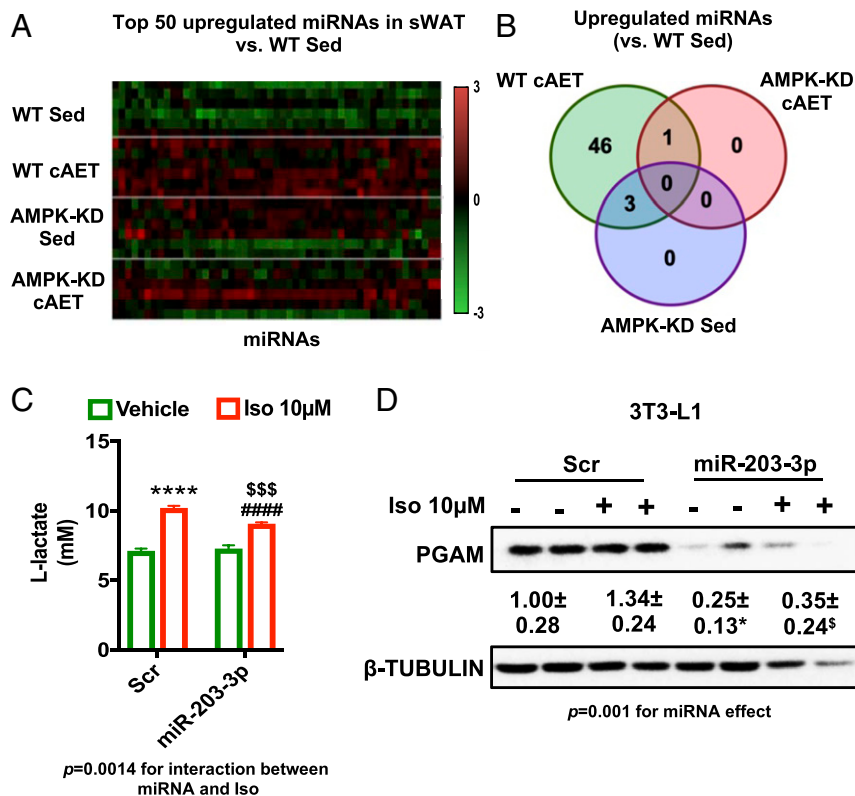 A
Top 50 upregulated miRNAs in sWAT
vs. WT Sed
WT Sed
WT cAET
AMPK-KD
Sed
AMPK-KD
cAET
miRNAs
3
0
-3
B
Upregulated miRNAs
(vs. WT Sed)
WT cAET
AMPK-KD
cAET
46
1
0
0
3
0
0
AMPK-KD Sed
C
Vehicle
Iso 10µM
L-lactate
(mM)
15
10
5
0
****
$$$
####
Scr
miR-203-3p
p=0.0014 for interaction between
miRNA and Iso
D
3T3-L1
Scr
miR-203-3p
Iso 10µM
- - + + - - + +
PGAM
1.00± 1.34± 0.25± 0.35±
0.28 0.24 0.13* 0.24$
β-TUBULIN
p=0.001 for miRNA effect